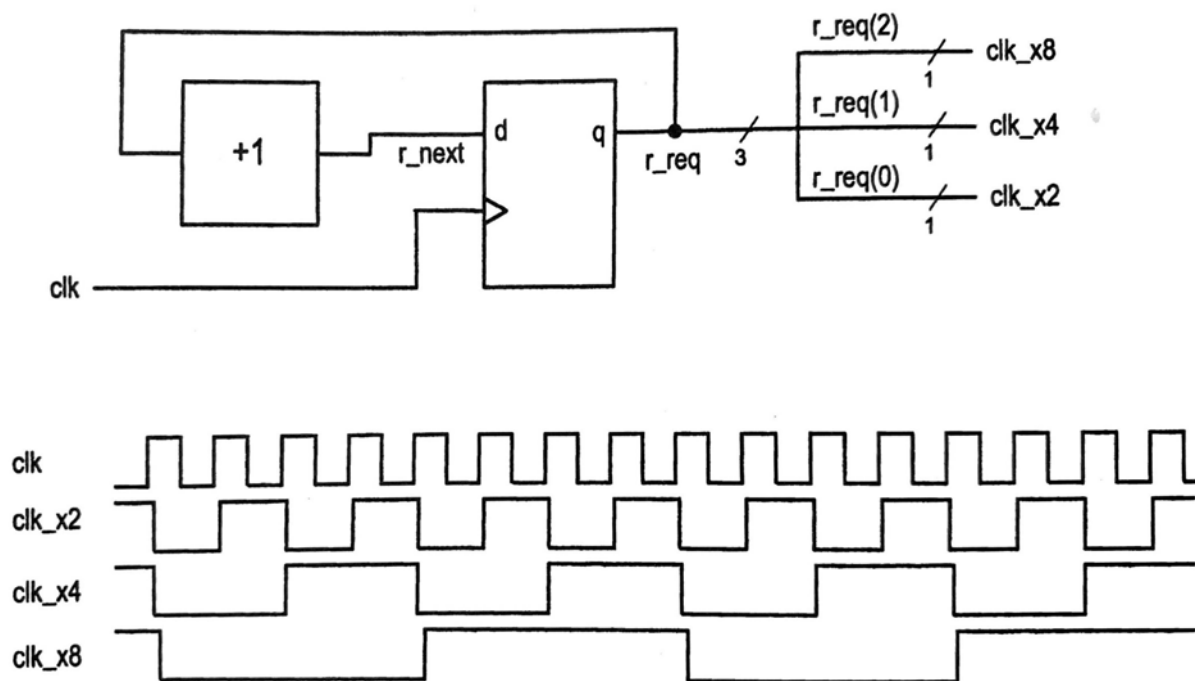 r_req(2)
clk_x8
1
+1
r_next
d
q
r_req
3
r_req(1)
clk_x4
1
r_req(0)
clk_x2
1
clk
clk
clk_x2
clk_x4
clk_x8